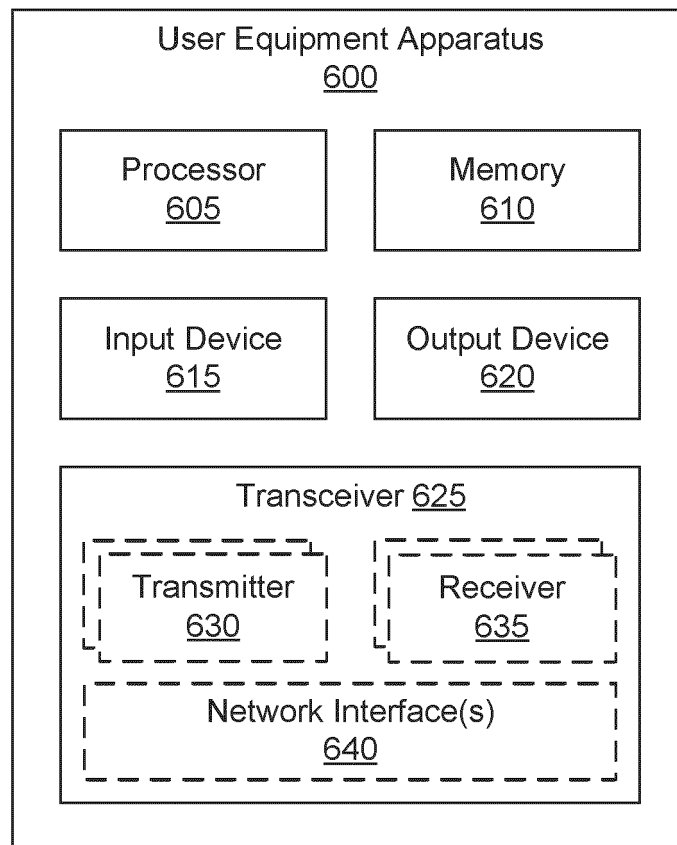 User Equipment Apparatus
600
Processor
605
Memory
610
Input Device
615
Output Device
620
Transceiver 625
Transmitter
630
Receiver
635
Network Interface(s)
640